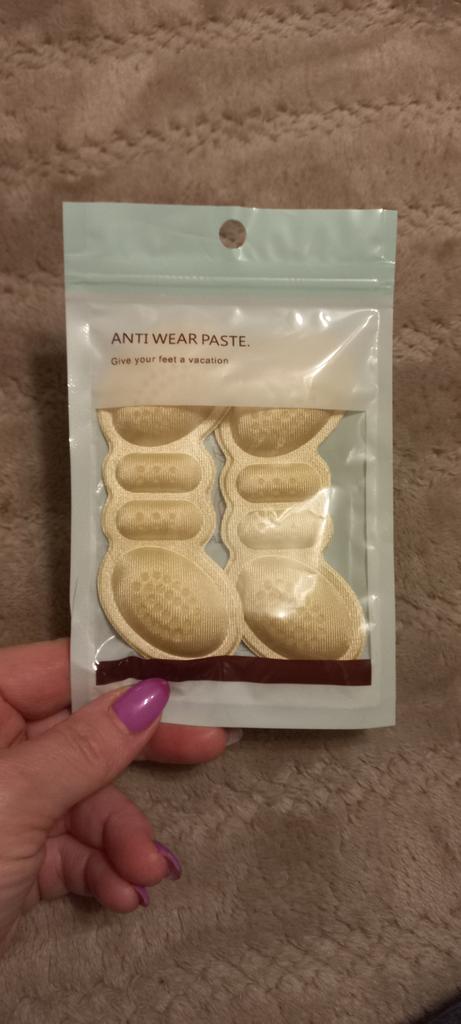 ANTI WEAR PASTE.
Give your feet a vacation